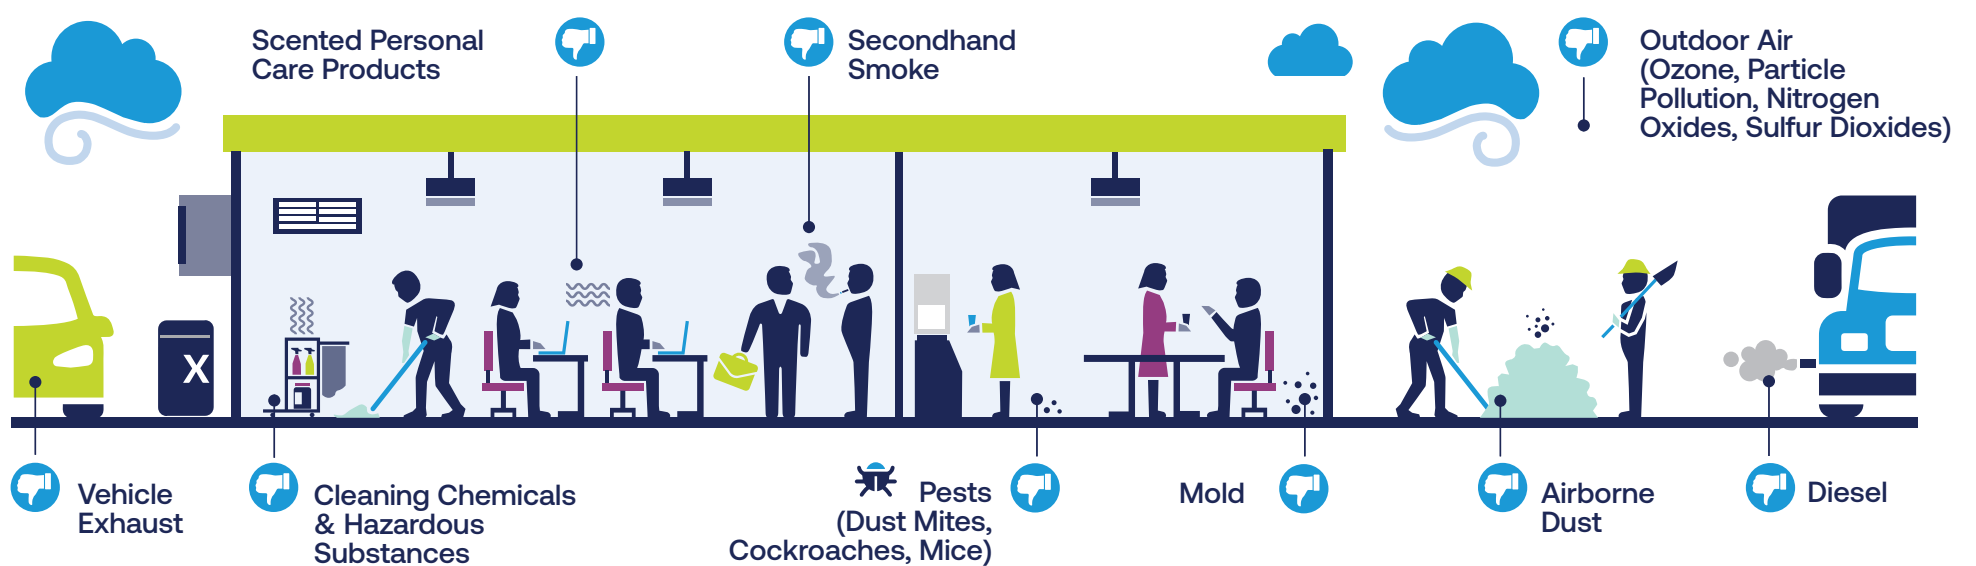 Scented Personal
Care Products
Secondhand
Smoke
Outdoor Air
(Ozone, Particle
Pollution, Nitrogen
Oxides, Sulfur Dioxides)
X
Vehicle
Exhaust
Cleaning Chemicals
& Hazardous
Substances
Pests
(Dust Mites,
Cockroaches, Mice)
Mold
Airborne
Dust
Diesel